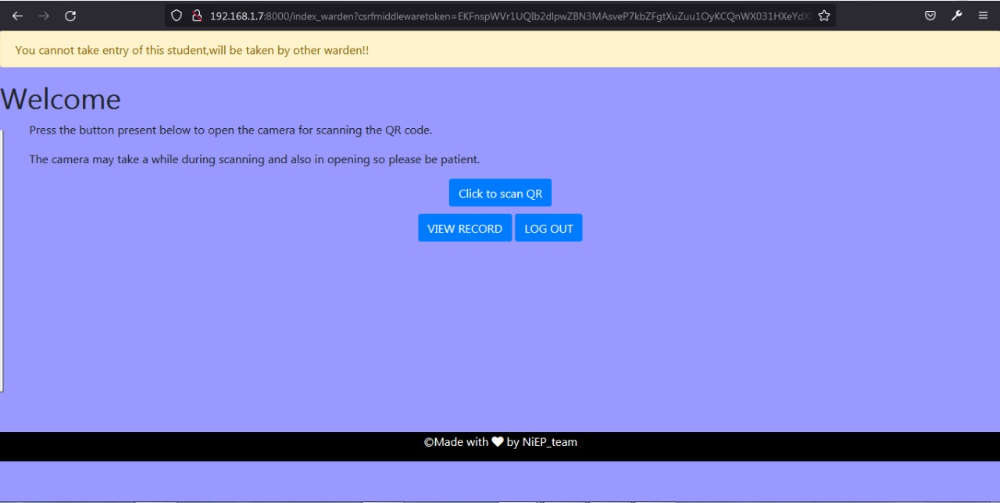 192.168.1.7:8000/index_warden?csrfmiddlewaretoken=EKFnspWVr1UQIb2dlpwZBN3MAsveP7kbZFgtXuZuu1OyKCQnWX031HXeYdX
You cannot take entry of this student,will be taken by other warden!!
Welcome
Press the button present below to open the camera for scanning the QR code.
The camera may take a while during scanning and also in opening so please be patient.
Click to scan QR
VIEW RECORD LOG OUT
©Made with ♥ by NiEP_team